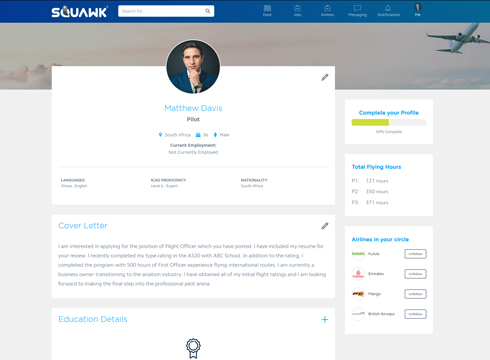 SQUAWK
Search for...
Feed
Jobs
Airlines
Messaging
Notifications
Me
Matthew Davis
Pilot
South Africa
36
Male
Current Employment:
Not Currently Employed
LANGUAGES:
Xhosa , English
ICAO PROFICIENCY:
Level 6 - Expert
NATIONALITY:
South Africa
Cover Letter
I am interested in applying for the position of Flight Officer which you have posted. I have included my resume for
your review. I recently completed my type-rating in the A320 with ABC School. In addition to the rating, I
completed the program with 500 hours of First Officer experience flying international routes. I am currently a
business owner transitioning to the aviation industry. I have obtained all of my initial flight ratings and I am looking
forward to making the final step into the professional pilot arena.
Education Details
Complete your Profile
50% Complete
Total Flying Hours
P1: 121 Hours
P2: 350 Hours
P3: 371 Hours
Airlines in your circle
Kulula
Unfollow
Emirates
Unfollow
Mango
Unfollow
British Airways
Unfollow